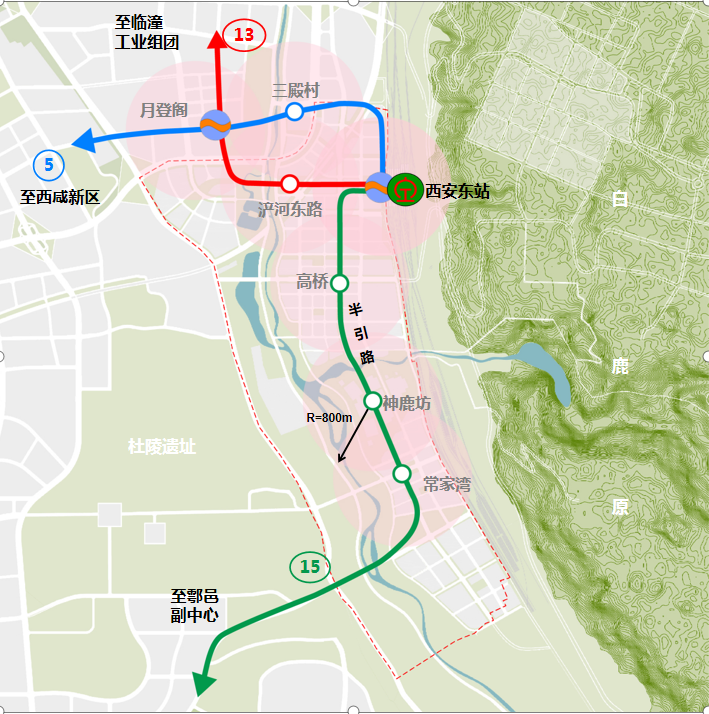 至临潼
工业组团
13
三殿村
月登阁
5
至西咸新区
西安东站
浐河东路
白
高桥
半
引
路
鹿
神鹿坊
R=800m
杜陵遗址
常家湾
原
15
至鄠邑
副中心